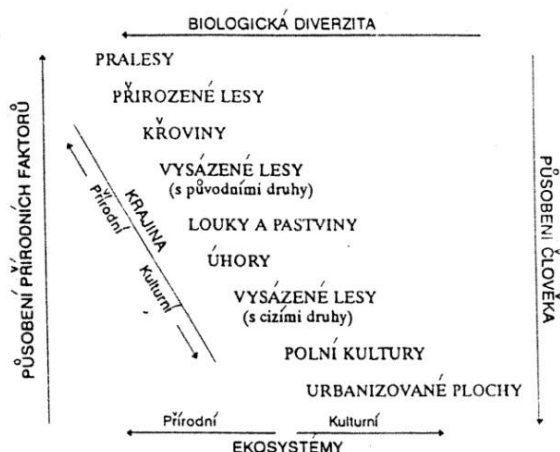 BIOLOGICKÁ DIVERZITA
PRALESY
PŘIROZENÉ LESY
KŘOVINY
VYSÁZENÉ LESY
(s původními druhy)
LOUKY A PASTVINY
ÚHORY
VYSÁZENÉ LESY
(s cizími druhy)
POLNÍ KULTURY
URBANIZOVANÉ PLOCHY
PŮSOBENÍ PŘÍRODNÍCH FAKTORŮ
Přírodní
KRAJINA
Kulturní
PŮSOBENÍ ČLOVĚKA
Přírodní Kulturní
EKOSYSTÉMY